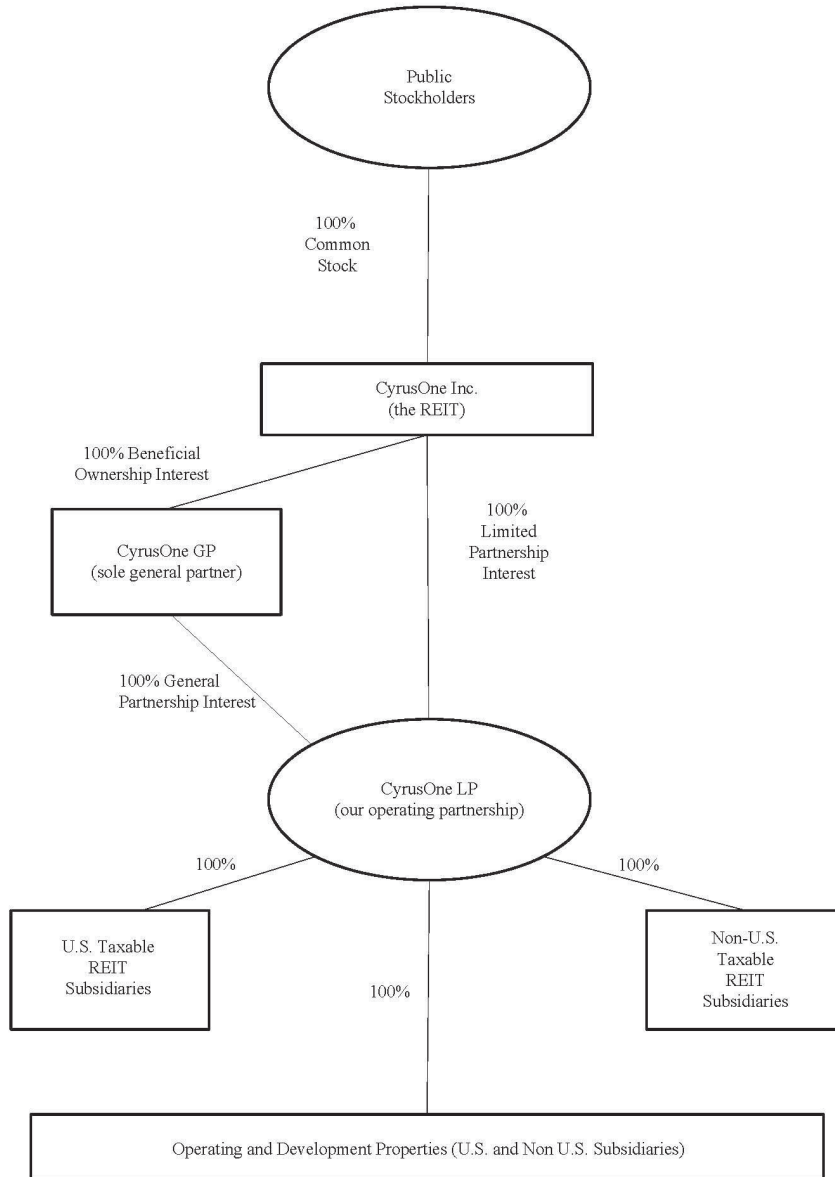 Public
Stockholders
100%
Common
Stock
CyrusOne Inc.
(the REIT)
100% Beneficial
Ownership Interest
100%
Limited
Partnership
Interest
CyrusOne GP
(sole general partner)
100% General
Partnership Interest
CyrusOne LP
(our operating partnership)
100%
100%
U.S. Taxable
REIT
Subsidiaries
Non-U.S.
Taxable
REIT
Subsidiaries
100%
Operating and Development Properties (U.S. and Non U.S. Subsidiaries)